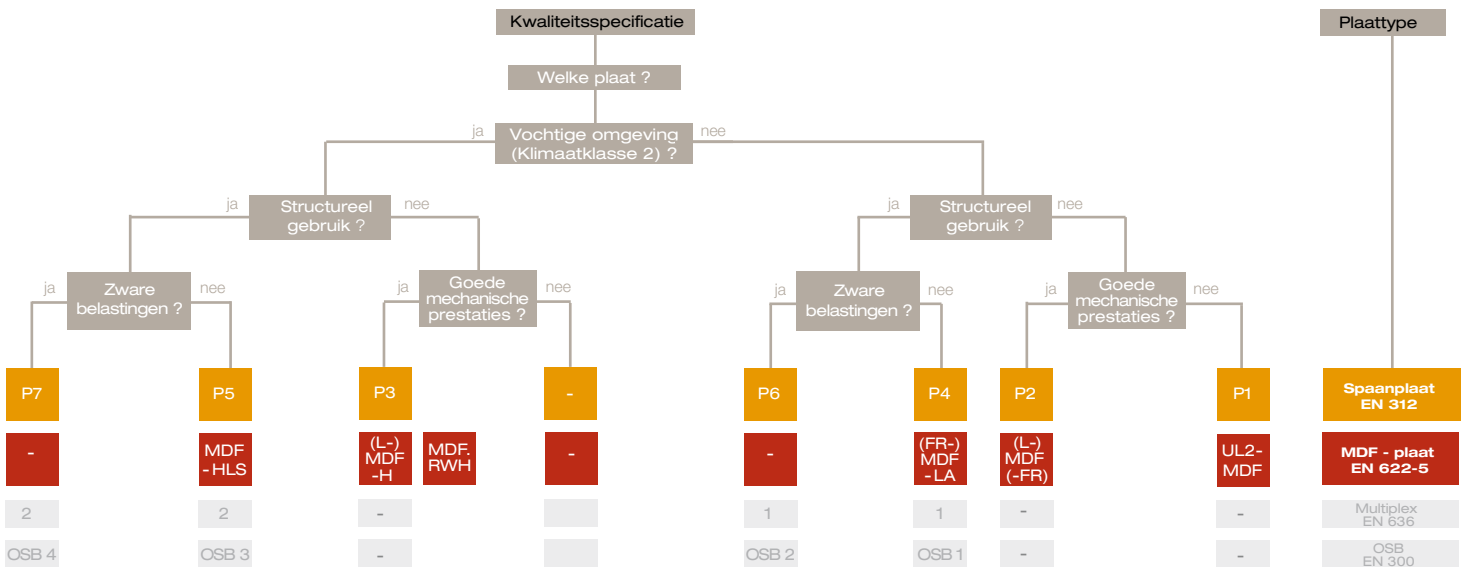 Kwaliteitsspecificatie
Plaattype
Welke plaat ?
ja
Vochtige omgeving
(Klimaatklasse 2) ?
nee
ja
Structureel
gebruik ?
nee
ja
Structureel
gebruik ?
nee
ja
Zware
belastingen ?
nee
ja
Goede
mechanische
prestaties ?
nee
ja
Zware
belastingen ?
nee
ja
Goede
mechanische
prestaties ?
nee
P7
P5
P3
-
P6
P4
P2
P1
Spaanplaat
EN 312
-
MDF
-HLS
(L-)
MDF
-H
MDF.
RWH
-
-
(FR-)
MDF
-LA
(L-)
MDF
(-FR)
UL2-
MDF
MDF - plaat
EN 622-5
2
2
-
1
1
-
-
Multiplex
EN 636
OSB 4
OSB 3
-
OSB 2
OSB 1
-
-
OSB
EN 300